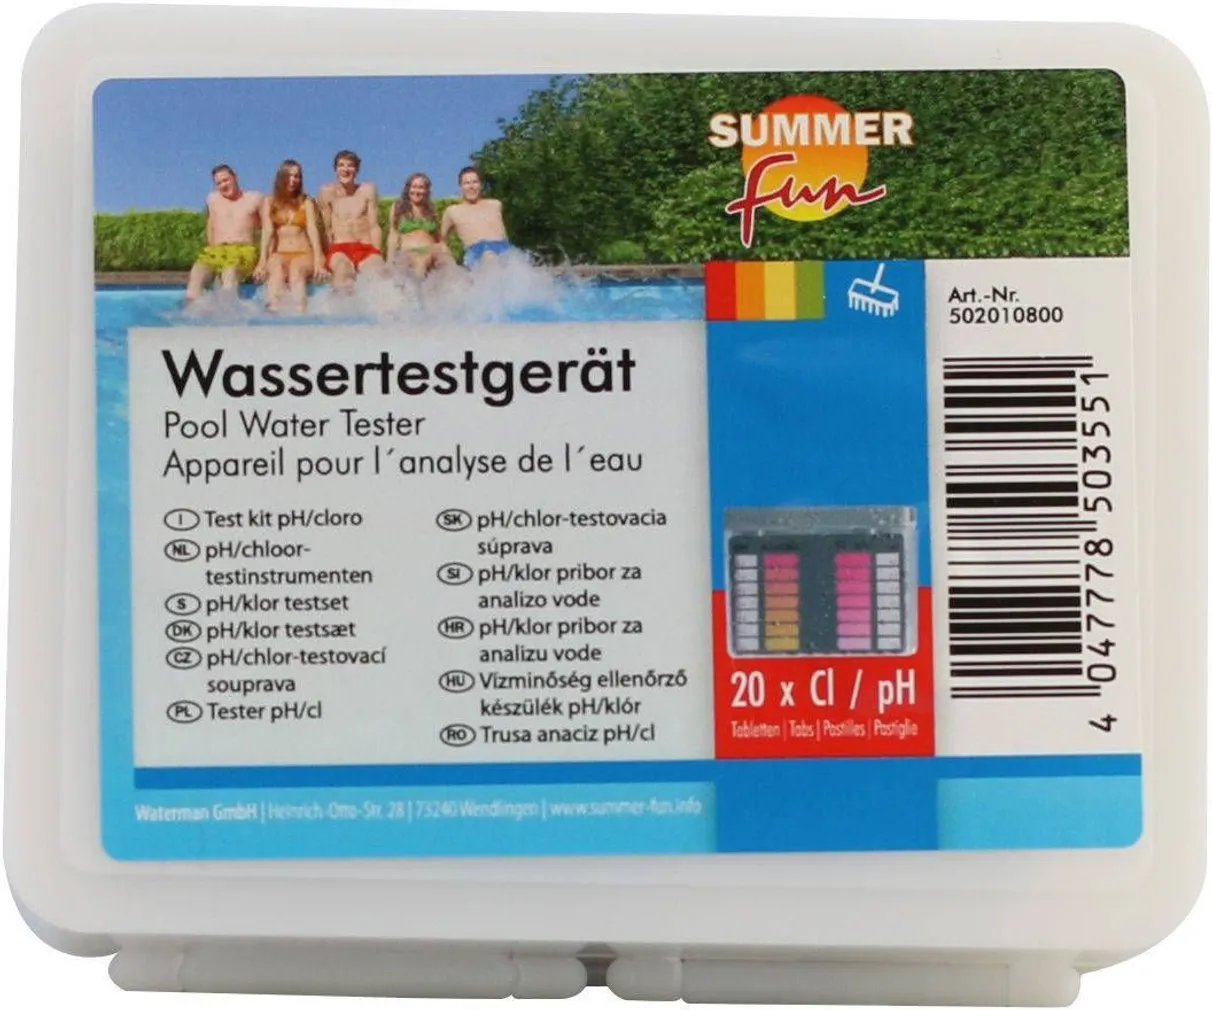 SUMMER
fun
Art.-Nr.
502010800
Wassertestgerät
Pool Water Tester
Appareil pour l´analyse de l´eau
I Test kit pH/cloro
NL pH/chloor-
testinstrumenten
S pH/klor testset
DK pH/klor testsæt
CZ pH/chlor-testovací
souprava
PL Tester pH/cl
SK pH/chlor-testovacia
súprava
SI pH/klor pribor za
analizo vode
HR pH/klor pribor za
analizu vode
HU Vízminőség ellenőrző
készülék pH/klór
RO Trusa anaciz pH/cl
20 x Cl / pH
Tabletten | Tabs | Pastilles | Pastiglie
4 047778 503551
Waterman GmbH | Heinrich-Otto-Str. 28 | 73240 Wendlingen | www.summer-fun.info